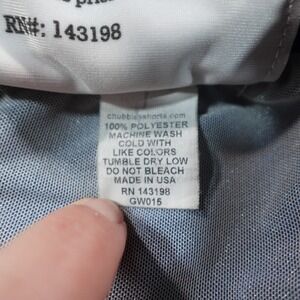 RN#: 143198
chubbiesshorts.com
100% POLYESTER
MACHINE WASH
COLD WITH
LIKE COLORS
TUMBLE DRY LOW
DO NOT BLEACH
MADE IN USA
RN 143198
GW015